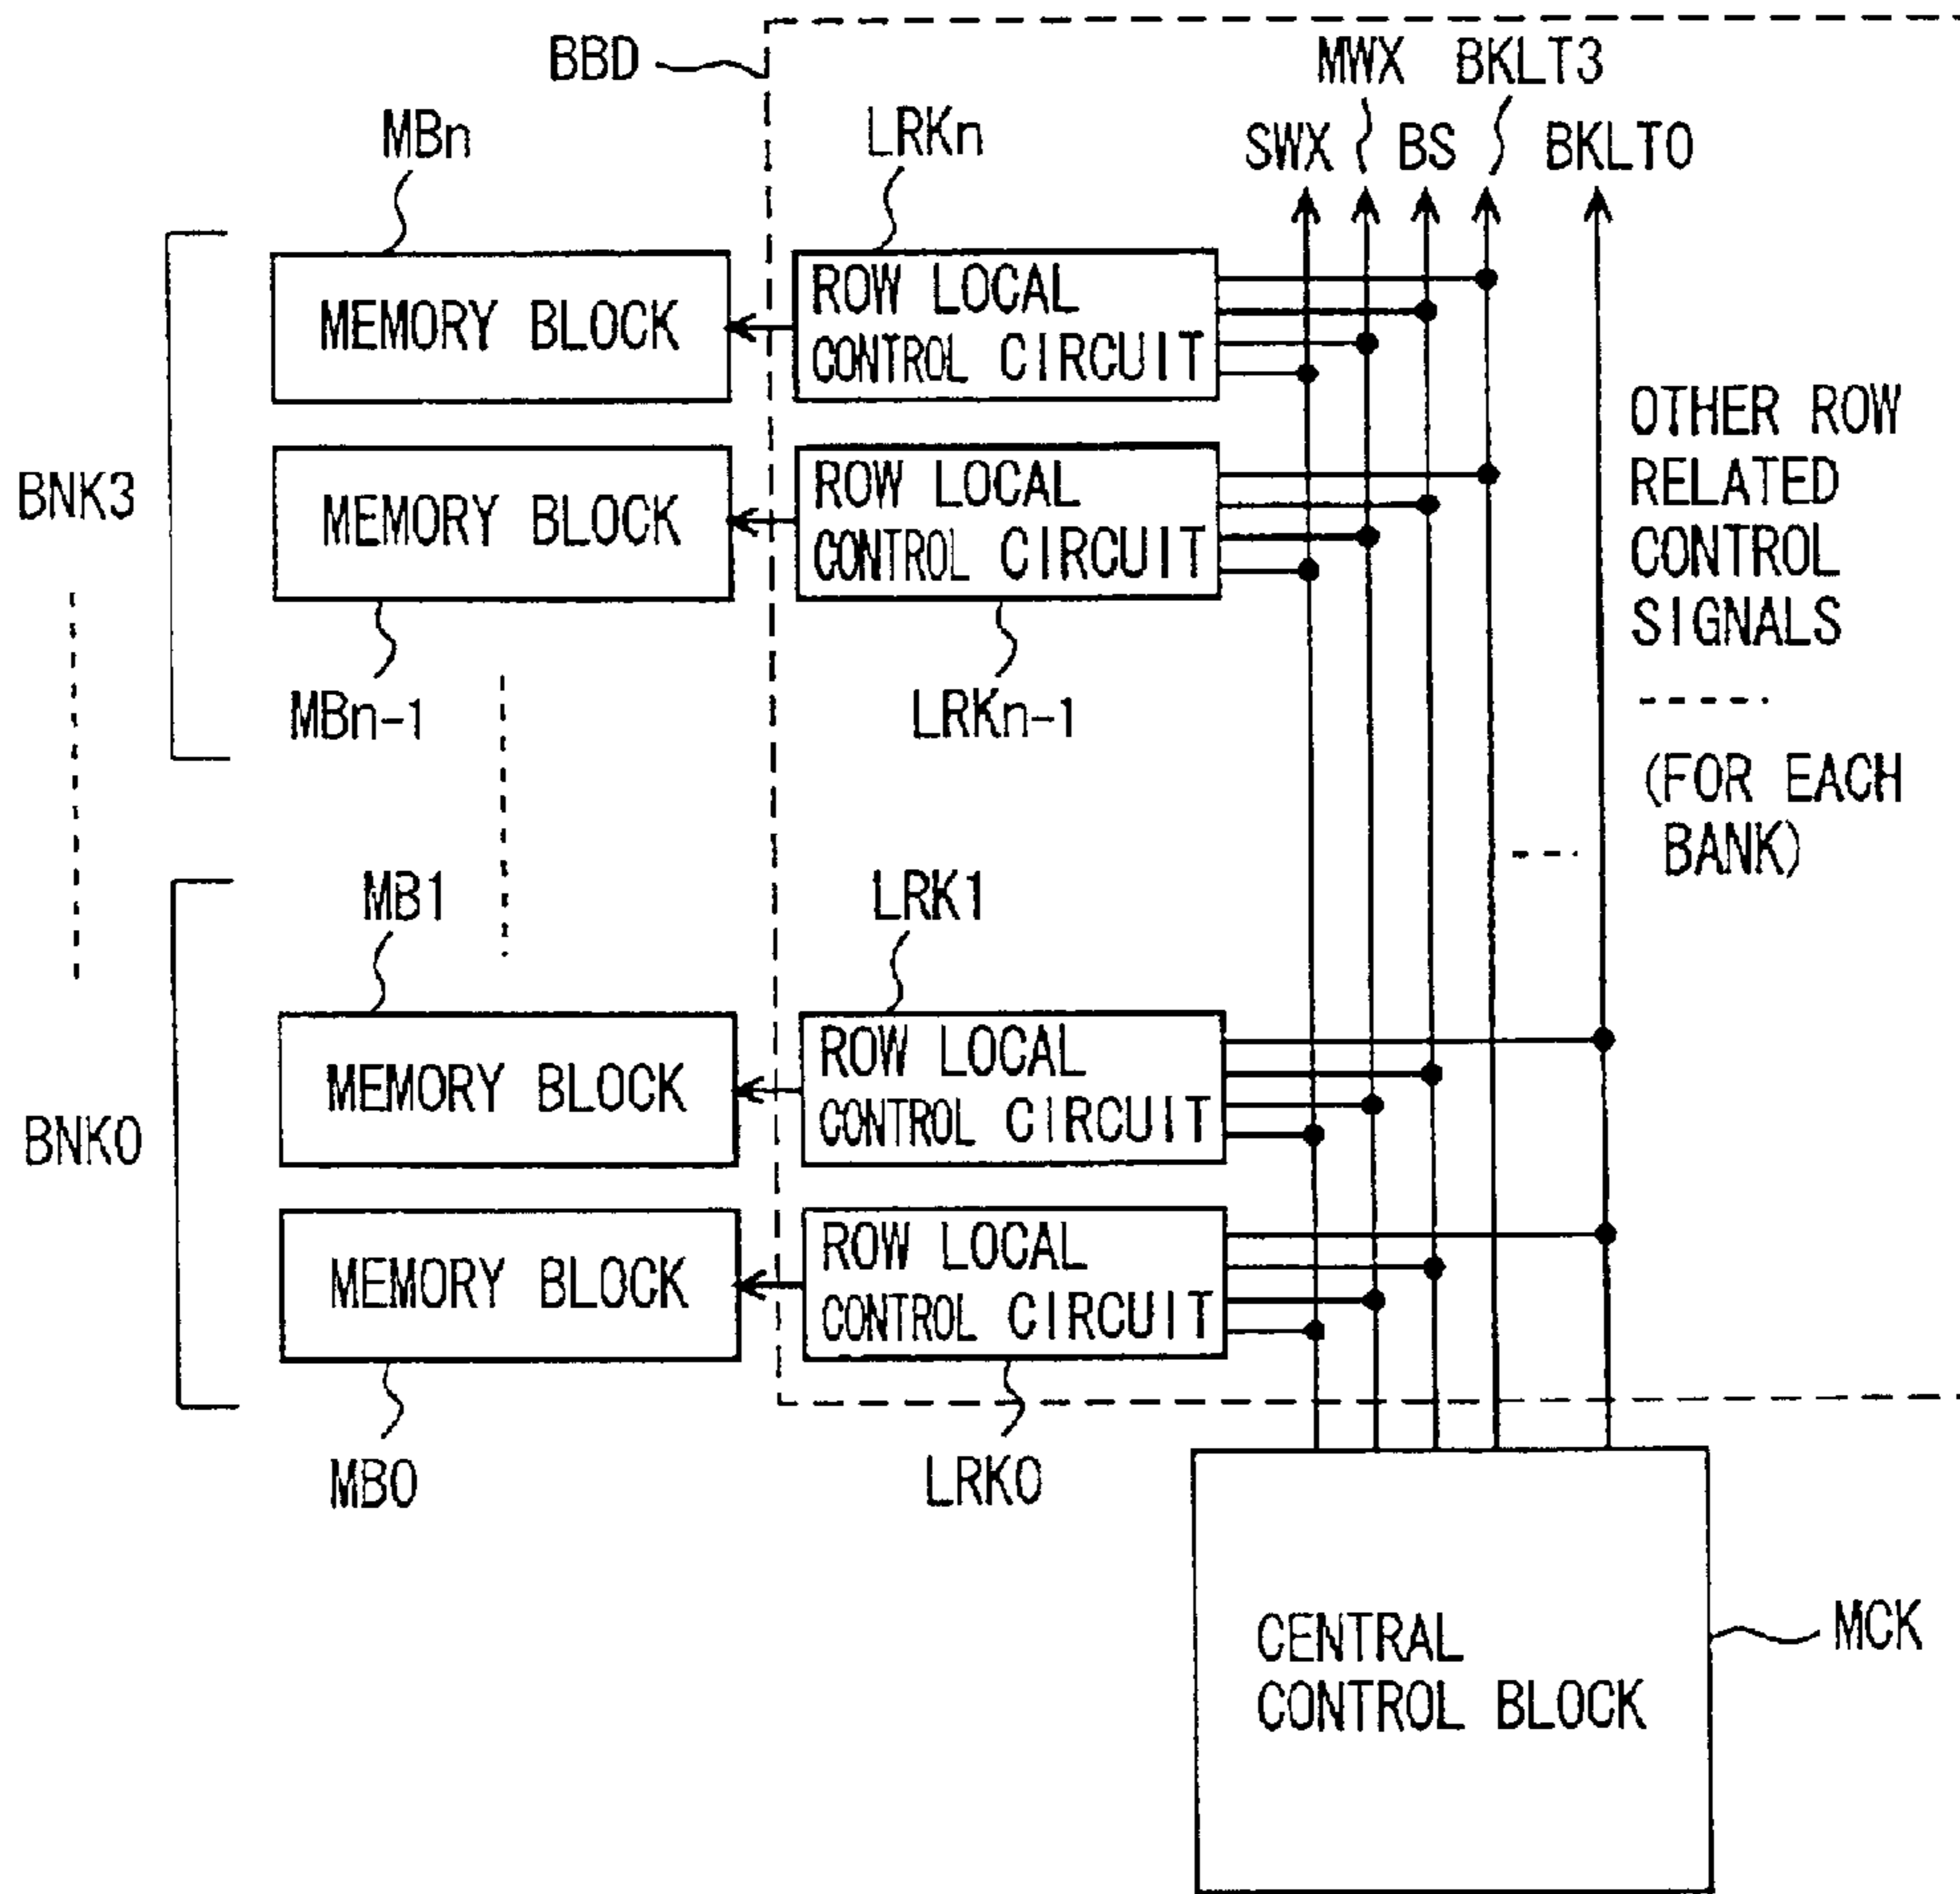 BBD
MWX BKLT3
MBn
LRKn
SWX BS BKLT0
MEMORY BLOCK
ROW LOCAL
CONTROL CIRCUIT
OTHER ROW
RELATED
CONTROL
SIGNALS
(FOR EACH
BANK)
BNK3
MEMORY BLOCK
ROW LOCAL
CONTROL CIRCUIT
MBn-1
LRKn-1
MB1
LRK1
MEMORY BLOCK
ROW LOCAL
CONTROL CIRCUIT
BNK0
MEMORY BLOCK
ROW LOCAL
CONTROL CIRCUIT
MB0
LRK0
CENTRAL
CONTROL BLOCK
MCK